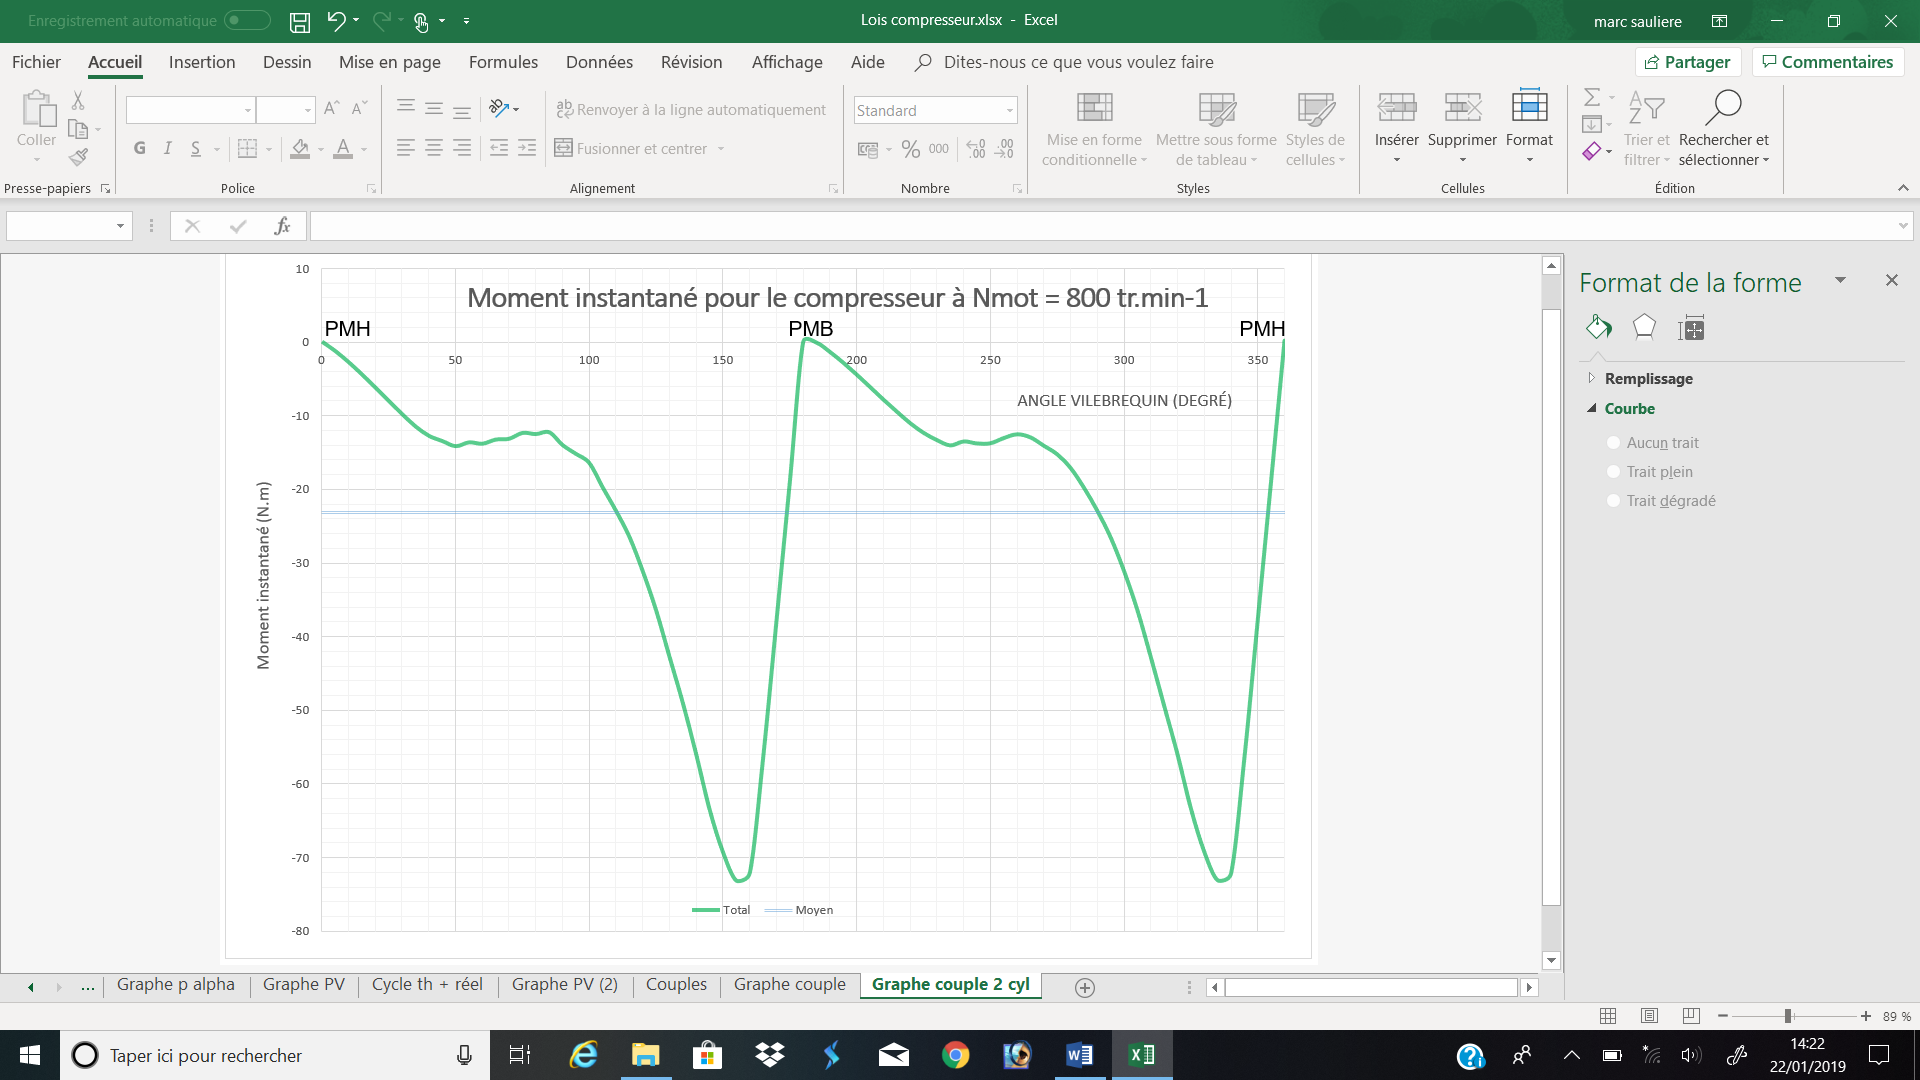 Enregistrement automatique
Lois compresseur.xlsx - Excel
marc sauliere
Fichier Accueil Insertion Dessin Mise en page Formules Données Révision Affichage Aide Dites-nous ce que vous voulez faire
Partager Commentaires
Coller
Presse-papiers
G I S
Police
Renvoyer à la ligne automatiquement
Fusionner et centrer
Alignement
Standard
% 000
Nombre
Mise en forme conditionnelle
Mettre sous forme de tableau
Styles de cellules
Styles
Insérer Supprimer Format
Cellules
Trier et filtrer
Rechercher et sélectionner
Édition
fx
Moment instantané pour le compresseur à Nmot = 800 tr.min-1
PMH PMB PMH
10
0
-10
-20
-30
-40
-50
-60
-70
-80
0 50 100 150 200 250 300 350
ANGLE VILEBREQUIN (DEGRÉ)
Moment instantané (N.m)
Total Moyen
Format de la forme
Remplissage
Courbe
Aucun trait
Trait plein
Trait dégradé
... Graphe p alpha Graphe PV Cycle th + réel Graphe PV (2) Couples Graphe couple Graphe couple 2 cyl
89 %
Taper ici pour rechercher
14:22
22/01/2019